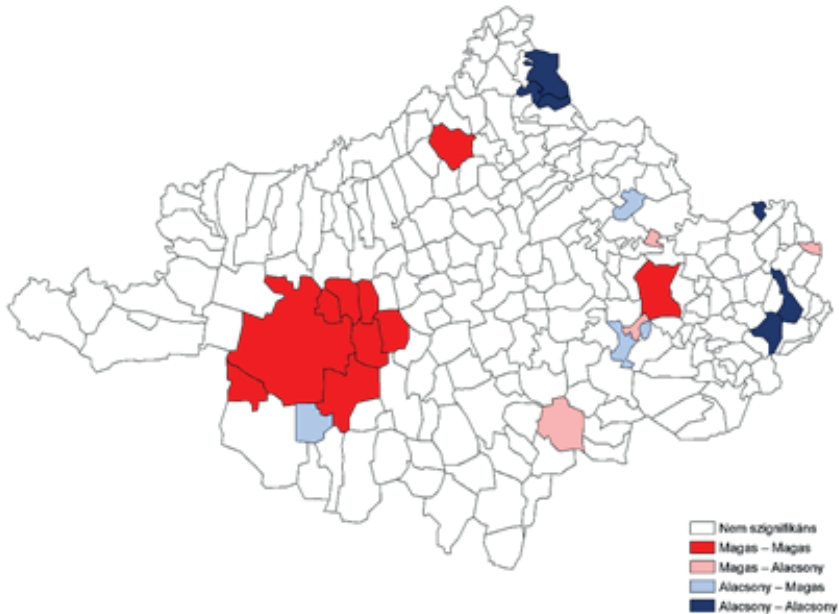 Nem szignifikáns
Magas – Magas
Magas – Alacsony
Alacsony – Magas
Alacsony – Alacsony